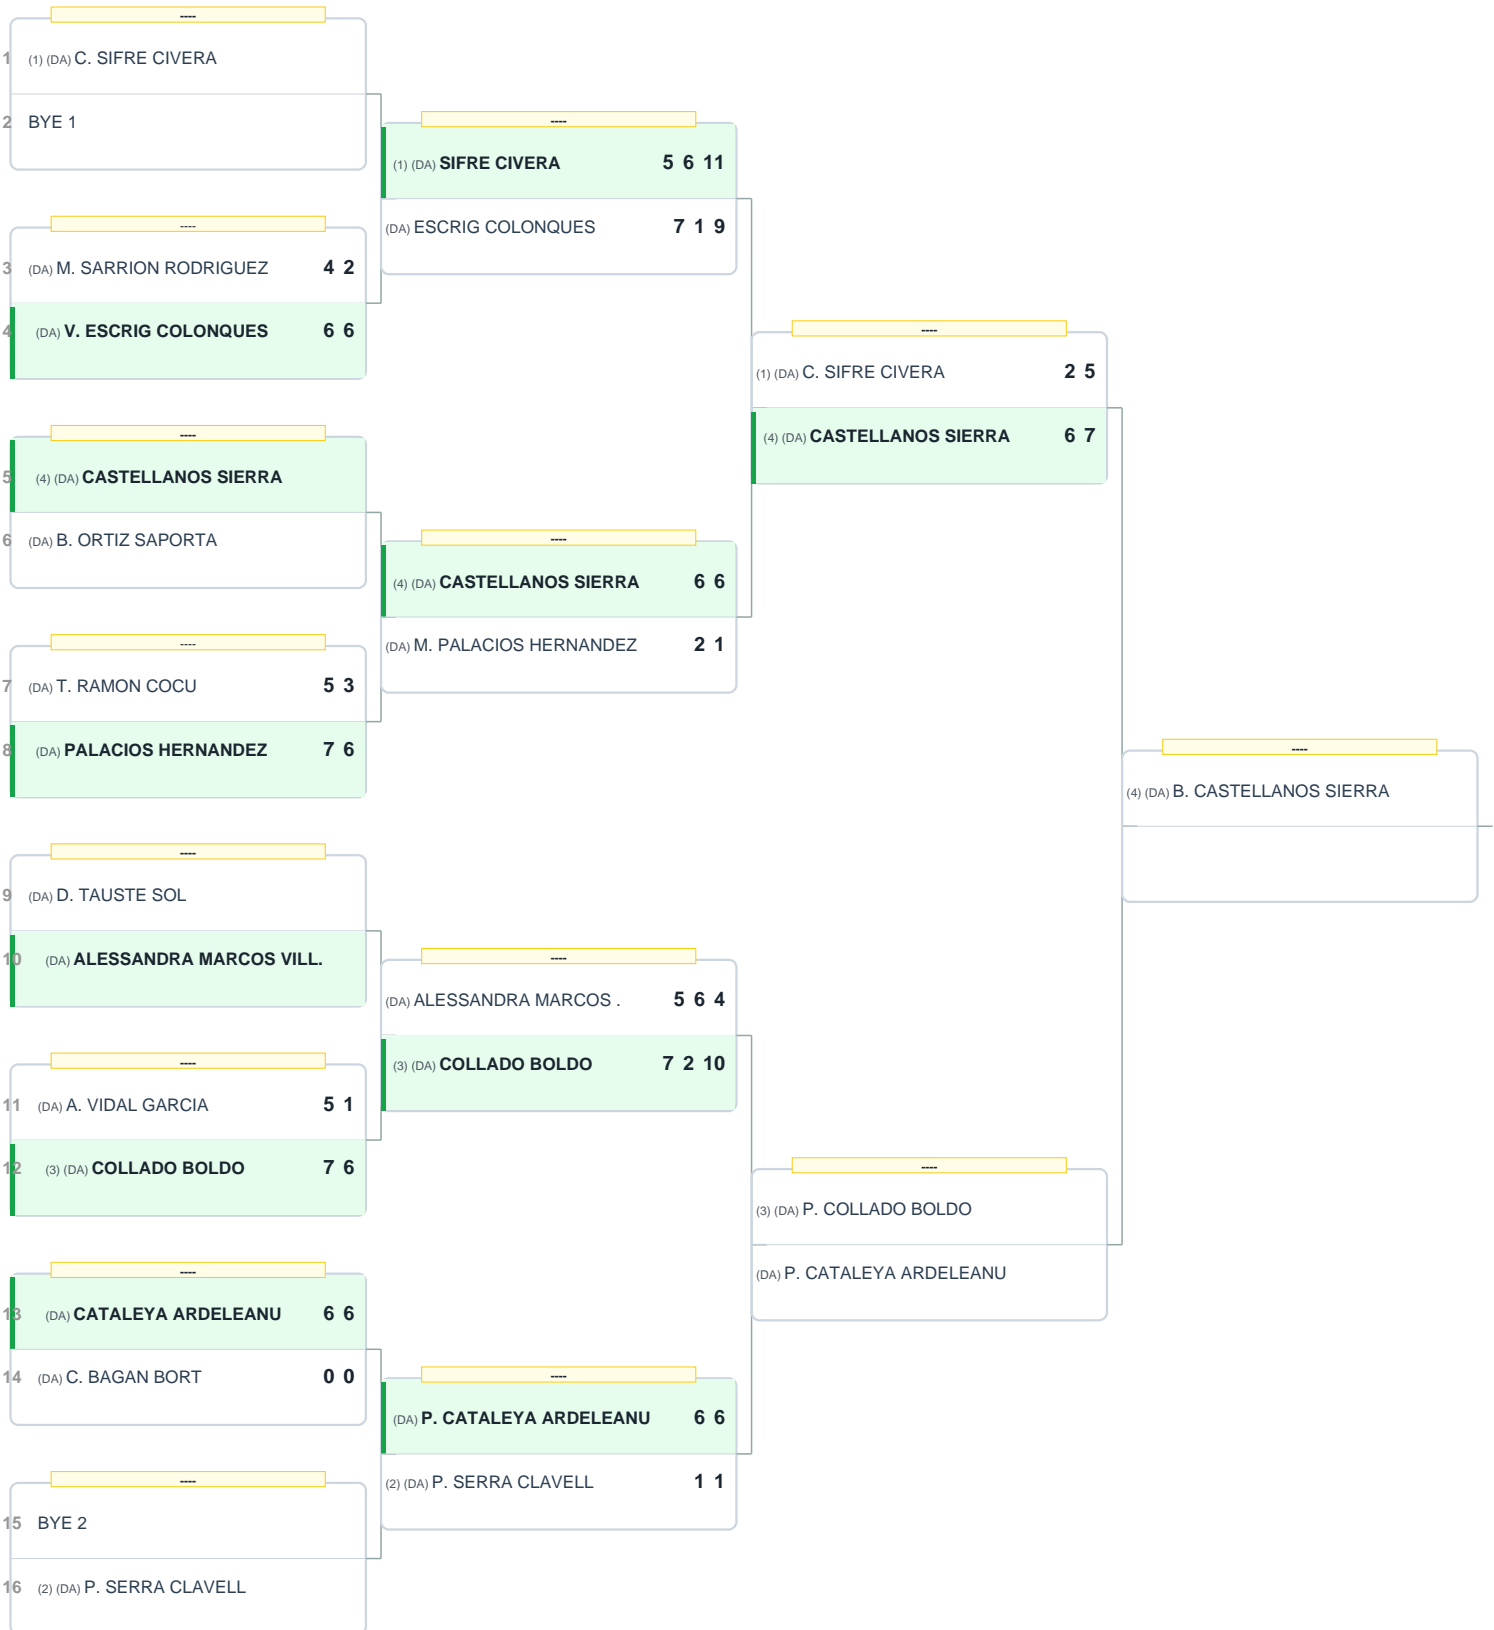 ----
1 (1) (DA) C. SIFRE CIVERA
2 BYE 1
----
3 (DA) M. SARRION RODRIGUEZ 4 2
4 (DA) V. ESCRIG COLONQUES 6 6
----
5 (4) (DA) CASTELLANOS SIERRA
6 (DA) B. ORTIZ SAPORTA
----
7 (DA) T. RAMON COCU 5 3
8 (DA) PALACIOS HERNANDEZ 7 6
----
9 (DA) D. TAUSTE SOL
10 (DA) ALESSANDRA MARCOS VILL.
----
11 (DA) A. VIDAL GARCIA 5 1
12 (3) (DA) COLLADO BOLDO 7 6
----
13 (DA) CATALEYA ARDELEANU 6 6
14 (DA) C. BAGAN BORT 0 0
----
15 BYE 2
16 (2) (DA) P. SERRA CLAVELL
----
(1) (DA) SIFRE CIVERA 5 6 11
(DA) ESCRIG COLONQUES 7 1 9
----
(4) (DA) CASTELLANOS SIERRA 6 6
(DA) M. PALACIOS HERNANDEZ 2 1
----
(DA) ALESSANDRA MARCOS . 5 6 4
(3) (DA) COLLADO BOLDO 7 2 10
----
(DA) P. CATALEYA ARDELEANU 6 6
(2) (DA) P. SERRA CLAVELL 1 1
----
(1) (DA) C. SIFRE CIVERA 2 5
(4) (DA) CASTELLANOS SIERRA 6 7
----
(3) (DA) P. COLLADO BOLDO
(DA) P. CATALEYA ARDELEANU
----
(4) (DA) B. CASTELLANOS SIERRA